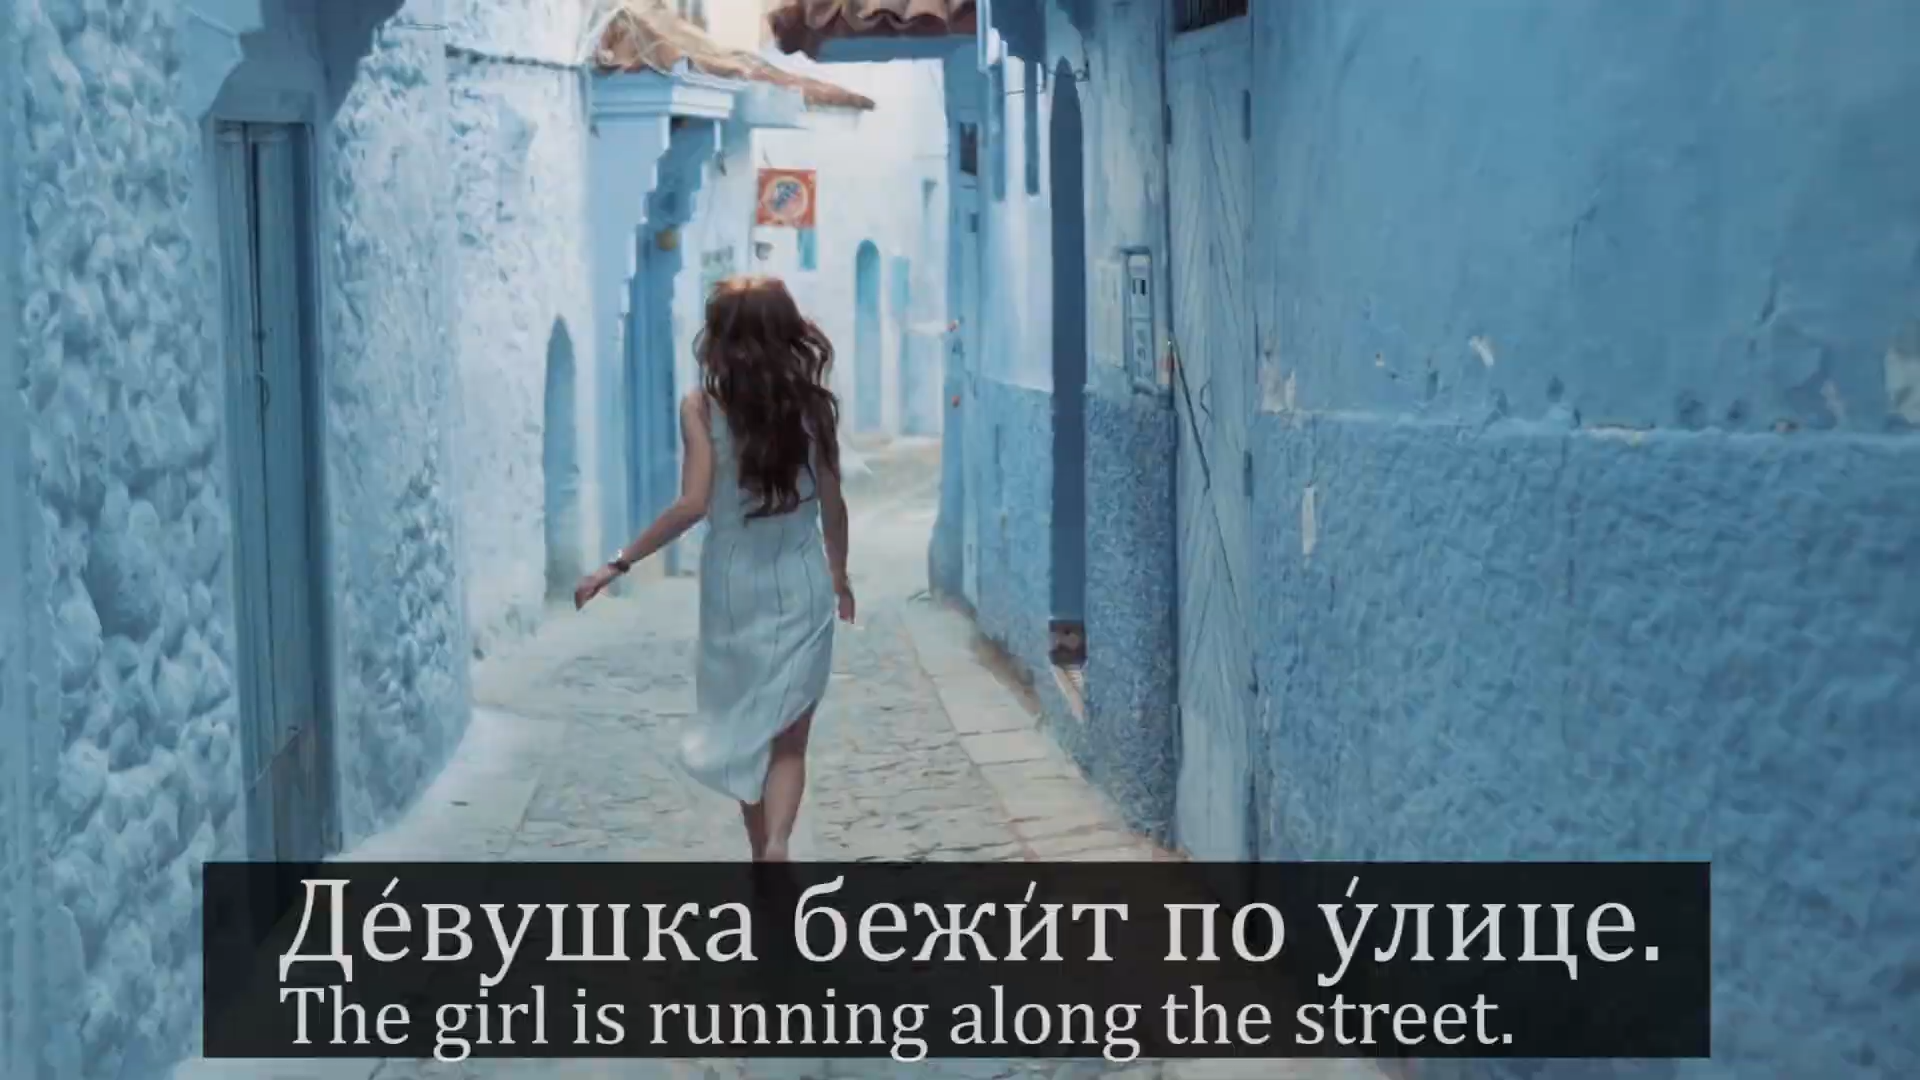 Де́вушка бежи́т по у́лице.
The girl is running along the street.